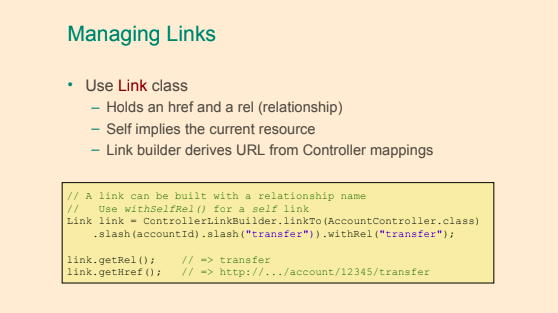 Managing Links
• Use Link class
– Holds an href and a rel (relationship)
– Self implies the current resource
– Link builder derives URL from Controller mappings
// A link can be built with a relationship name
//   Use withSelfRel() for a self link
Link link = ControllerLinkBuilder.linkTo(AccountController.class)
    .slash(accountId).slash("transfer")).withRel("transfer");
link.getRel();    // => transfer
link.getHref();   // => http://.../account/12345/transfer